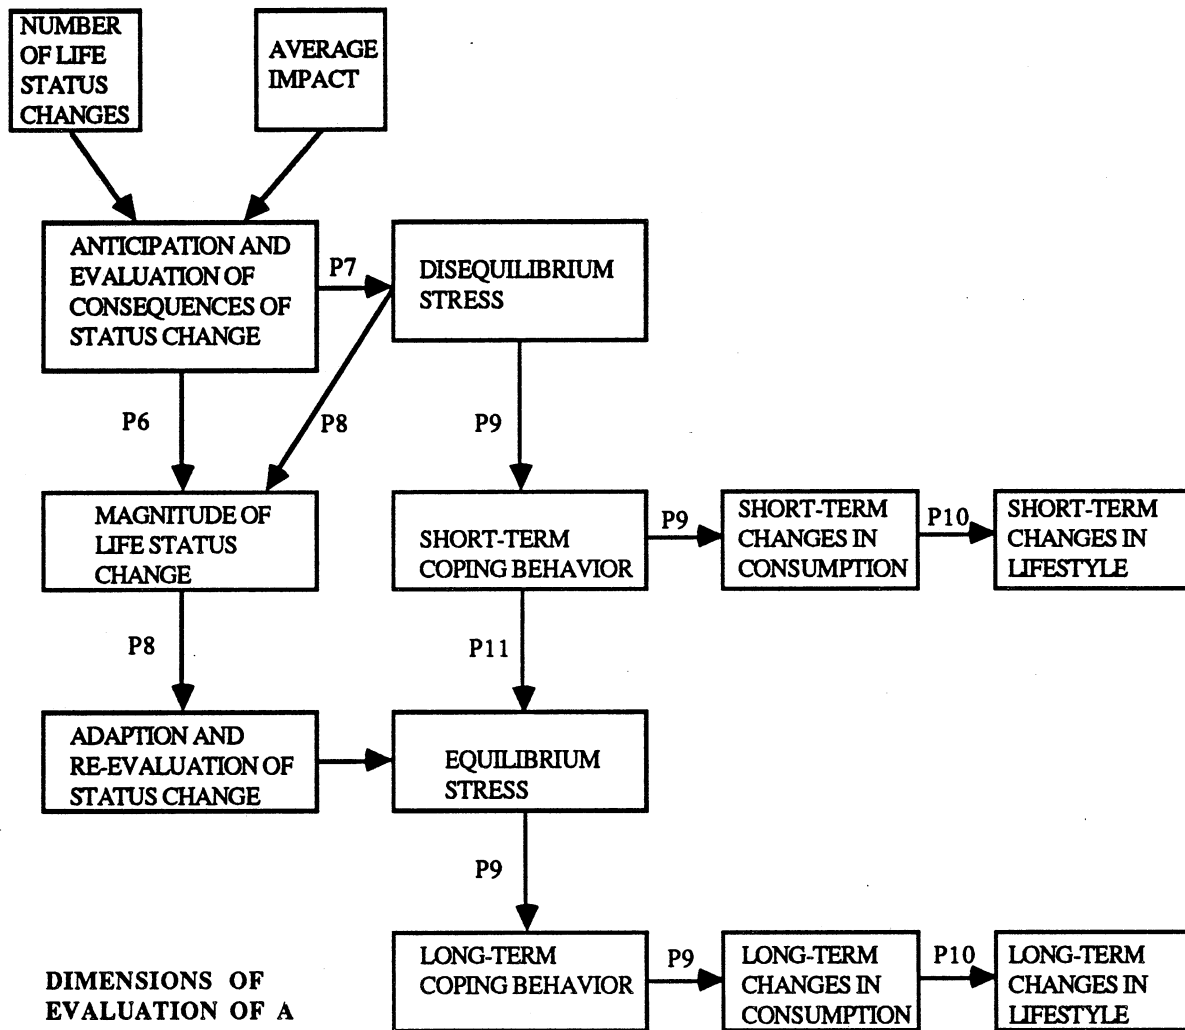 NUMBER
OF LIFE
STATUS
CHANGES
AVERAGE
IMPACT
ANTICIPATION AND
EVALUATION OF
CONSEQUENCES OF
STATUS CHANGE
P7
DISEQUILIBRIUM
STRESS
P6
P8
P9
MAGNITUDE OF
LIFE STATUS
CHANGE
SHORT-TERM
COPING BEHAVIOR
P9
SHORT-TERM
CHANGES IN
CONSUMPTION
P10
SHORT-TERM
CHANGES IN
LIFESTYLE
P8
P11
ADAPTION AND
RE-EVALUATION OF
STATUS CHANGE
EQUILIBRIUM
STRESS
P9
LONG-TERM
COPING BEHAVIOR
P9
LONG-TERM
CHANGES IN
CONSUMPTION
P10
LONG-TERM
CHANGES IN
LIFESTYLE
DIMENSIONS OF
EVALUATION OF A